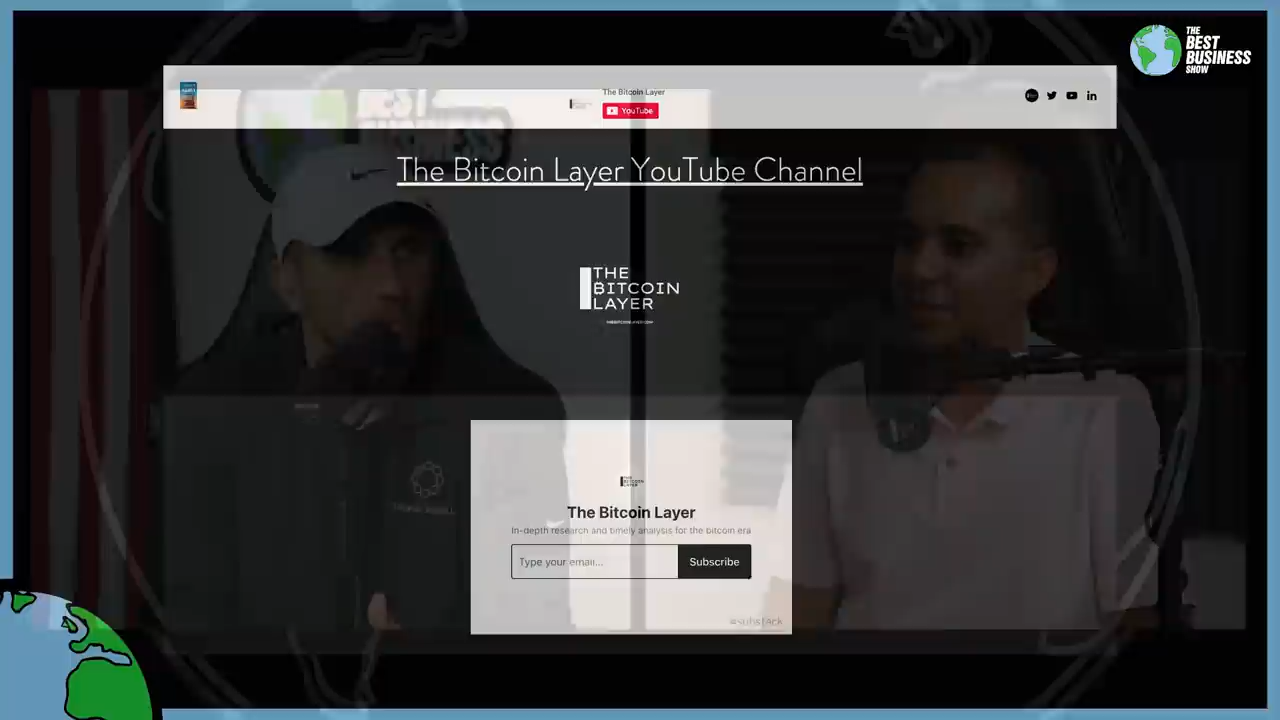 THE
BEST
BUSINESS
SHOW
The Bitcoin Layer
YouTube
The Bitcoin Layer YouTube Channel
THE
BITCOIN
LAYER
The Bitcoin Layer
In-depth research and timely analysis for the bitcoin era
Type your email...
Subscribe
substack